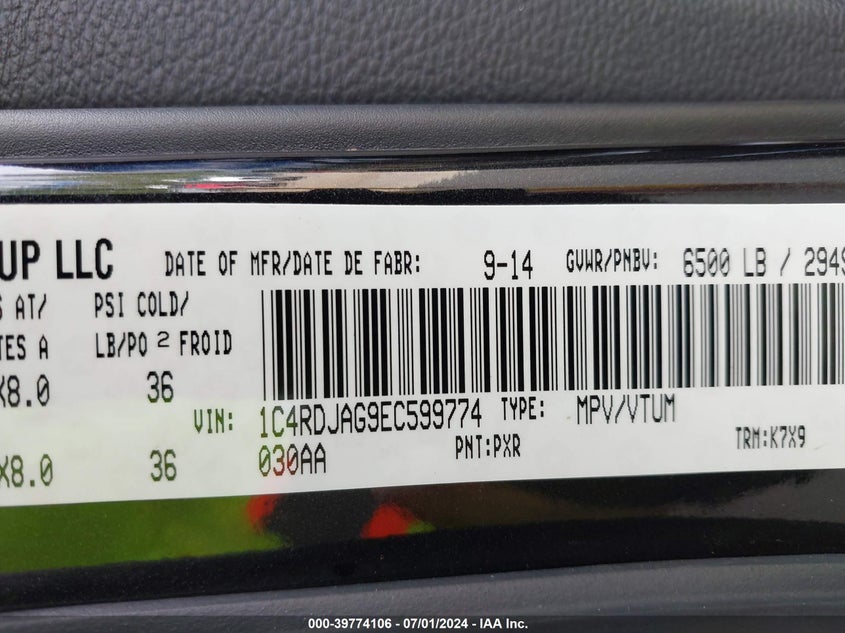 UP LLC DATE OF MFR/DATE DE FABR: 9-14 GVWR/PNBV: 6500 LB / 294
S AT/ PSI COLD/
TES A LB/PO 2 FROID
X8.0 36
VIN: 1C4RDJAG9EC599774 TYPE: MPV/VTUM
X8.0 36 030AA PNT:PXR TRM:K7X9
000-39774106 - 07/01/2024 - IAA Inc.